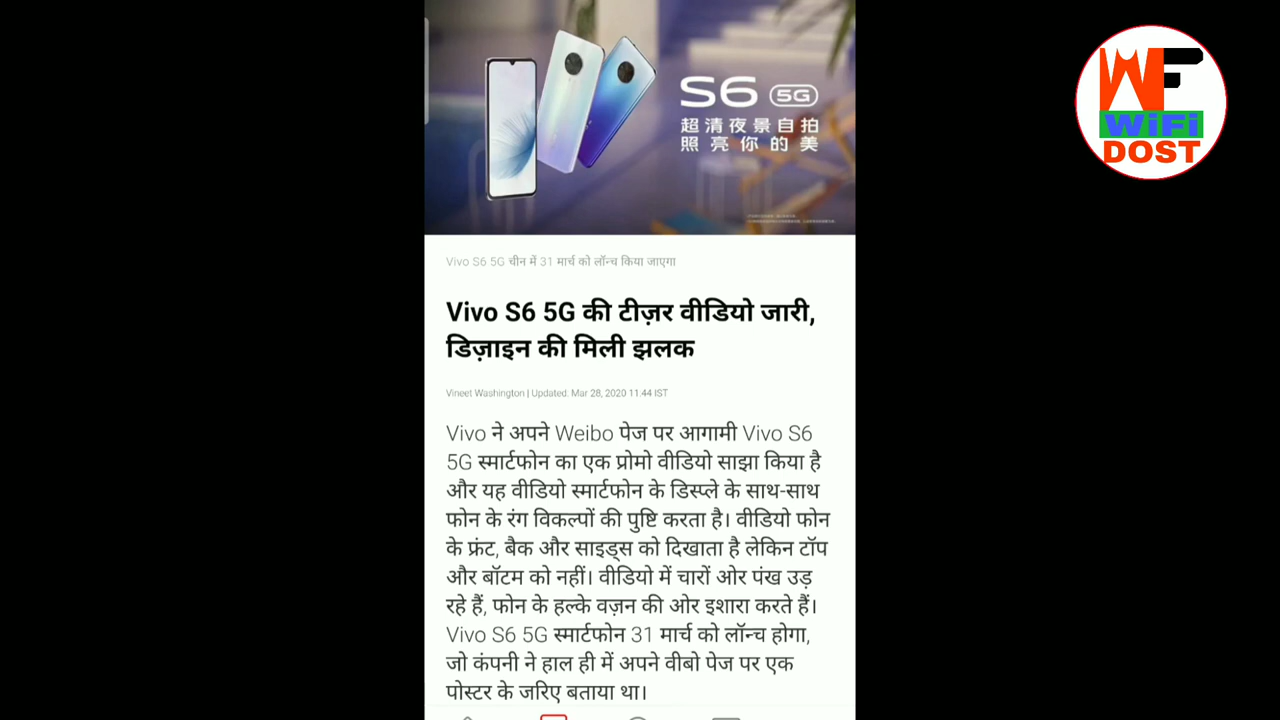 S6 5G
超清夜景自拍
照亮你的美
WF
WiFi
DOST
Vivo S6 5G चीन में 31 मार्च को लॉन्च किया जाएगा
Vivo S6 5G की टीज़र वीडियो जारी,
डिज़ाइन की मिली झलक
Vineet Washington | Updated. Mar 28, 2020 11.44 IST
Vivo ने अपने Weibo पेज पर आगामी Vivo S6
5G स्मार्टफोन का एक प्रोमो वीडियो साझा किया है
और यह वीडियो स्मार्टफोन के डिस्प्ले के साथ-साथ
फोन के रंग विकल्पों की पुष्टि करता है। वीडियो फोन
के फ्रंट, बैक और साइड्स को दिखाता है लेकिन टॉप
और बॉटम को नहीं। वीडियो में चारों ओर पंख उड़
रहे हैं, फोन के हल्के वज़न की ओर इशारा करते हैं।
Vivo S6 5G स्मार्टफोन 31 मार्च को लॉन्च होगा,
जो कंपनी ने हाल ही में अपने वीबो पेज पर एक
पोस्टर के जरिए बताया था।